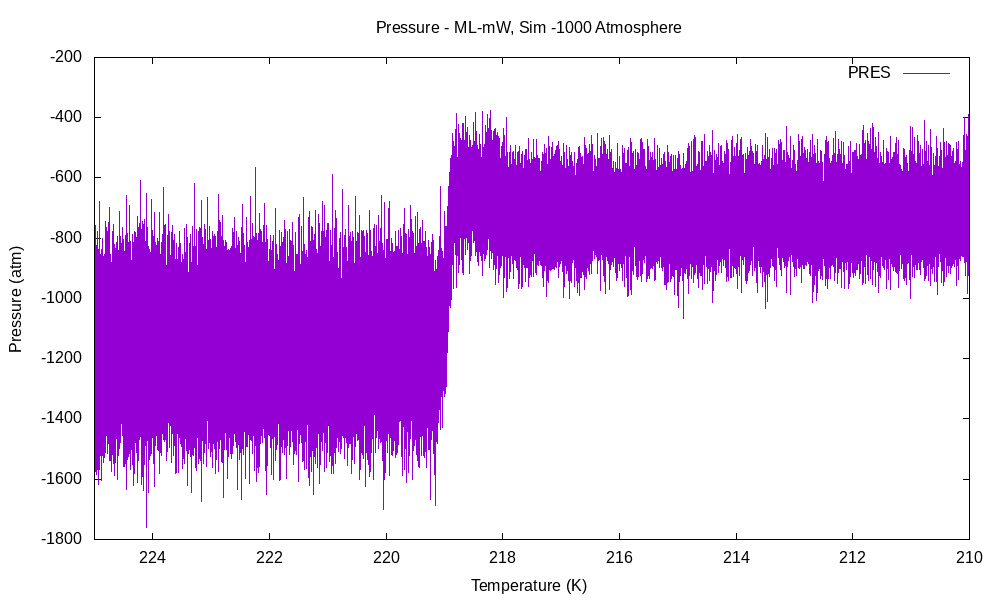 Pressure - ML-mW, Sim -1000 Atmosphere
PRES
-200
-400
-600
-800
-1000
-1200
-1400
-1600
-1800
Pressure (atm)
224 222 220 218 216 214 212 210
Temperature (K)